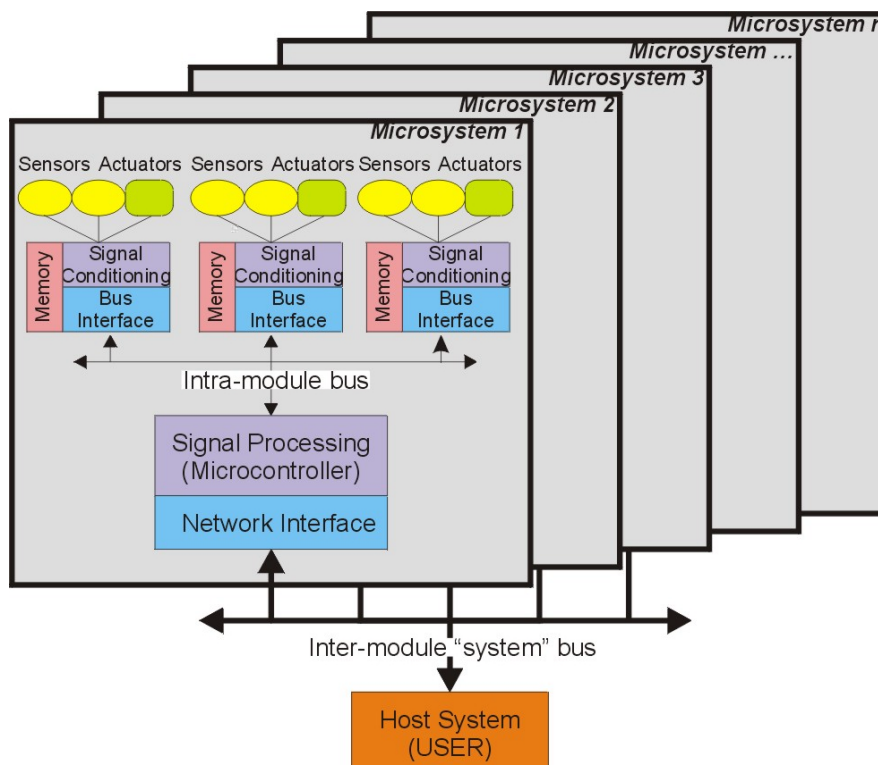 Microsystem n
Microsystem ...
Microsystem 3
Microsystem 2
Microsystem 1
Sensors Actuators Sensors Actuators Sensors Actuators
Memory
Signal
Conditioning
Bus
Interface
Memory
Signal
Conditioning
Bus
Interface
Memory
Signal
Conditioning
Bus
Interface
Intra-module bus
Signal Processing
(Microcontroller)
Network Interface
Inter-module “system” bus
Host System
(USER)